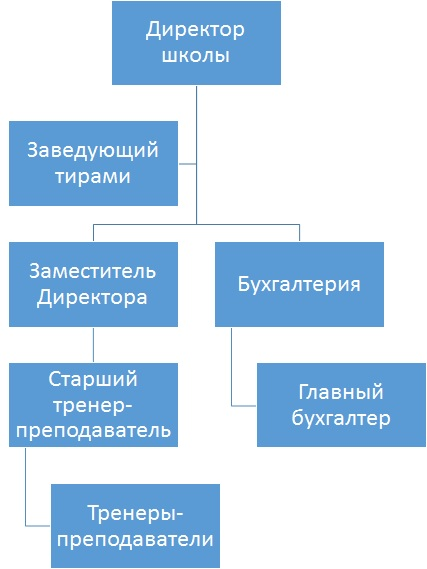 Директор
школы
Заведующий
тирами
Заместитель
Директора
Бухгалтерия
Старший
тренер-
преподаватель
Главный
бухгалтер
Тренеры-
преподаватели